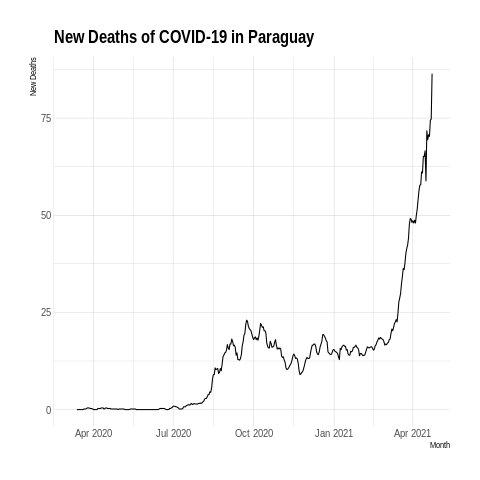 New Deaths of COVID-19 in Paraguay
New Deaths
75
50
25
0
Apr 2020
Jul 2020
Oct 2020
Jan 2021
Apr 2021
Month